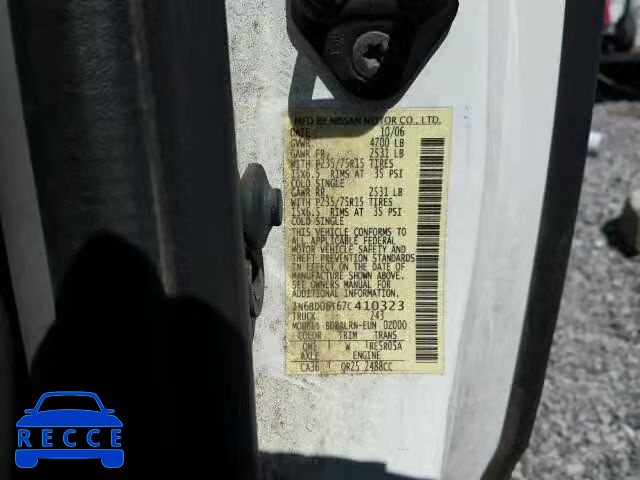 MFD BY NISSAN MOTOR CO., LTD.
DATE 10/06
GVWR 4700 LB
GAWR FR, 2531 LB
WITH P235/75R15 TIRES
15X6.5 RIMS AT 35 PSI
COLD SINGLE
GAWR RR, 2531 LB
WITH P235/75R15 TIRES
15X6.5 RIMS AT 35 PSI
COLD SINGLE
THIS VEHICLE CONFORMS TO
ALL APPLICABLE FEDERAL
MOTOR VEHICLE SAFETY AND
THEFT PREVENTION STANDARDS
IN EFFECT ON THE DATE OF
MANUFACTURE SHOWN ABOVE.
SEE OWNERS MANUAL FOR
ADDITIONAL INFORMATION
1N6BD06T67C410323
TRUCK 243
MODEL: BDBALRN-EUN 02000
COLOR TRIM TRANS
QM1 W RE5R05A
AXLE ENGINE
CA36 QR25 2488CC
RECCE